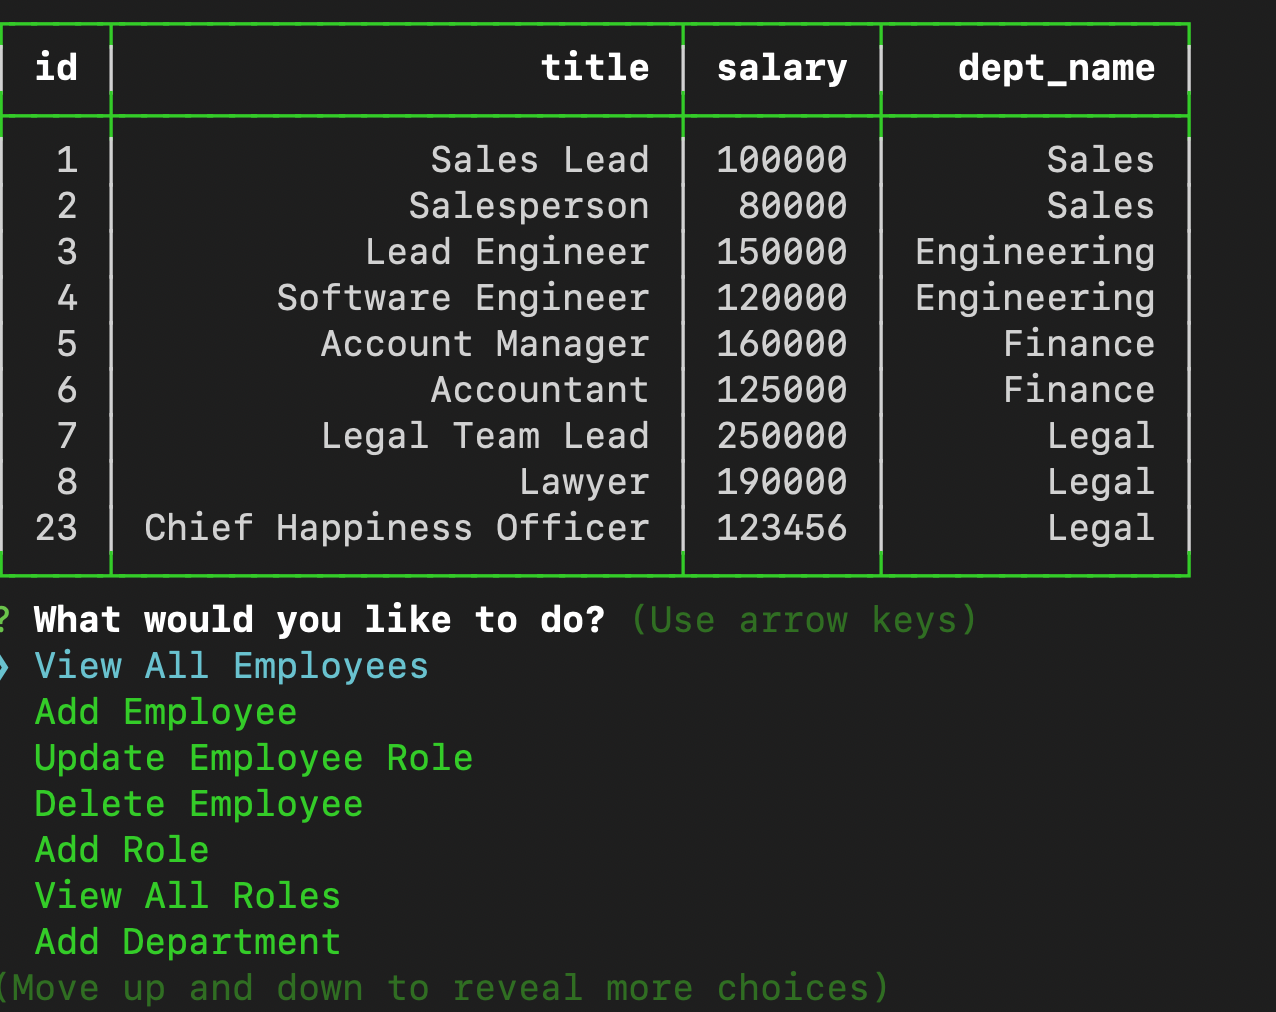 id title salary dept_name
1 Sales Lead 100000 Sales
2 Salesperson 80000 Sales
3 Lead Engineer 150000 Engineering
4 Software Engineer 120000 Engineering
5 Account Manager 160000 Finance
6 Accountant 125000 Finance
7 Legal Team Lead 250000 Legal
8 Lawyer 190000 Legal
23 Chief Happiness Officer 123456 Legal
? What would you like to do? (Use arrow keys)
❯ View All Employees
Add Employee
Update Employee Role
Delete Employee
Add Role
View All Roles
Add Department
(Move up and down to reveal more choices)